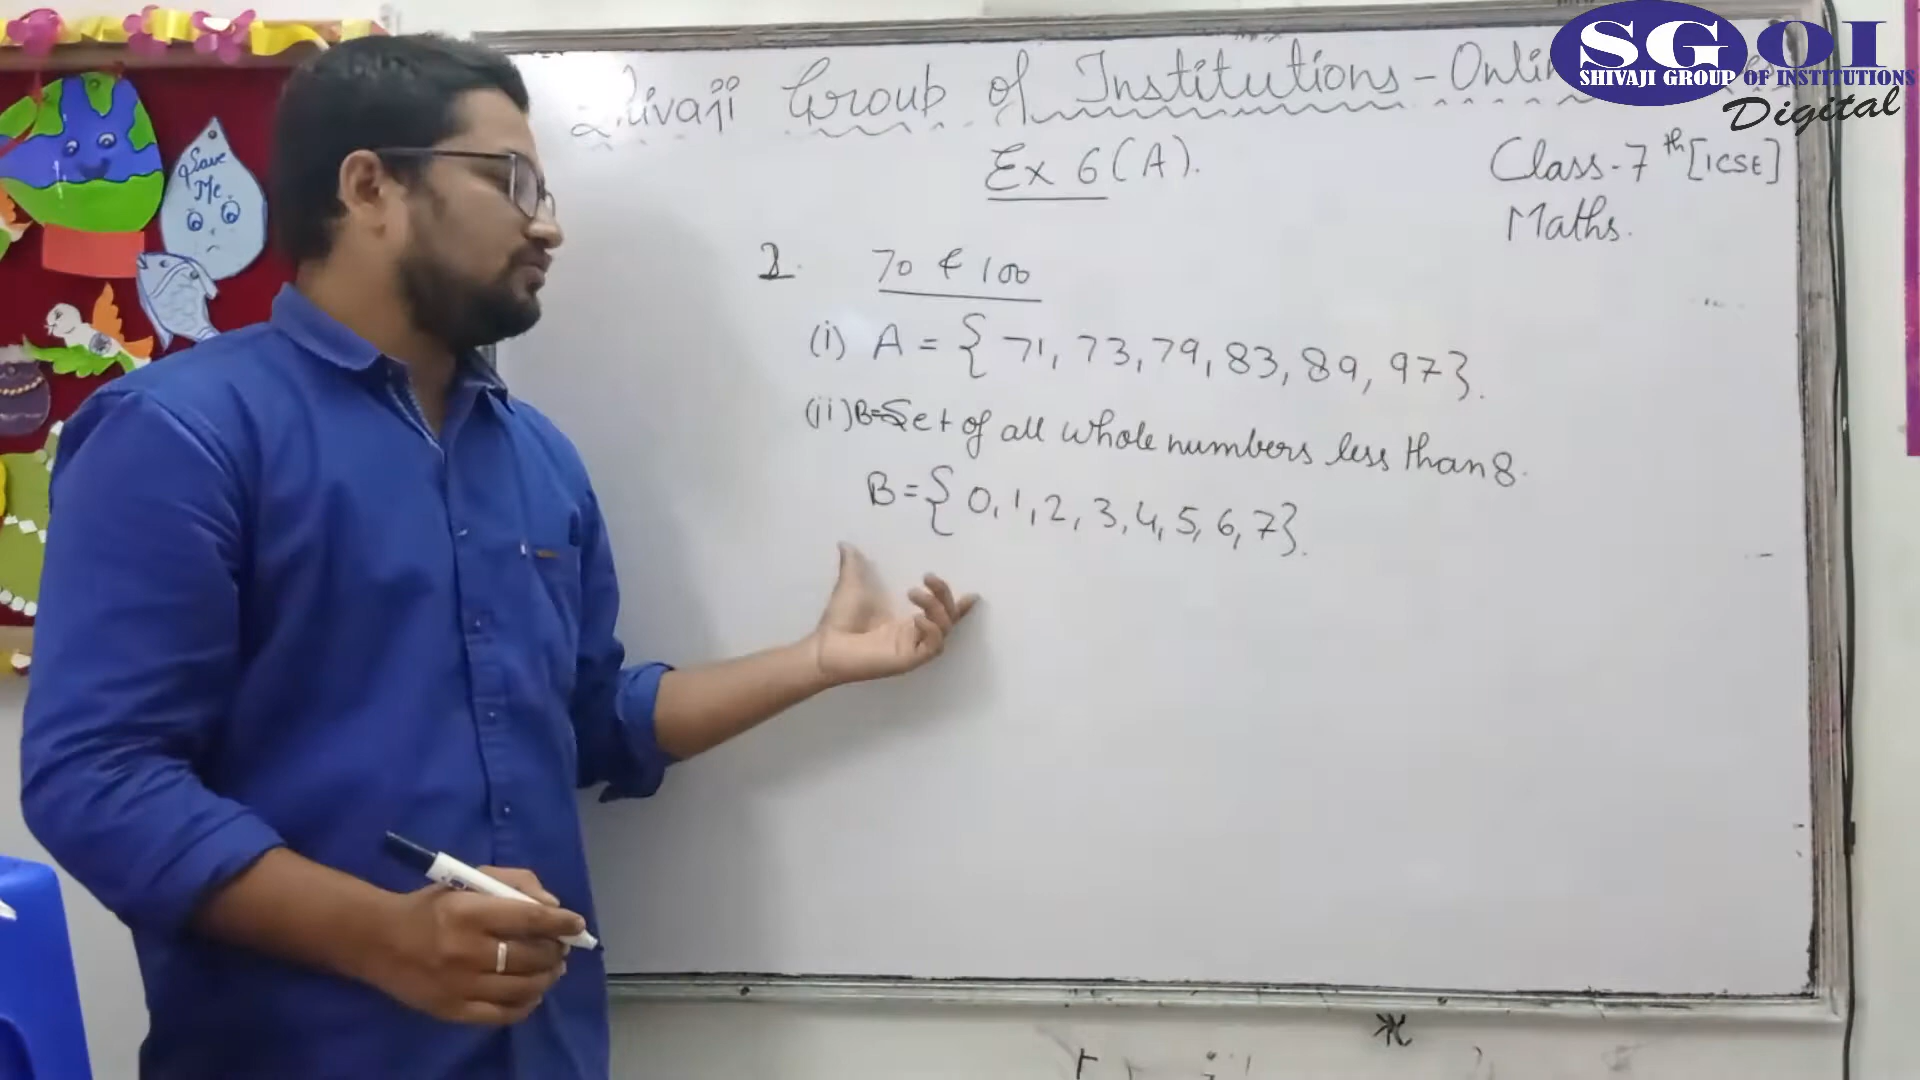 Shivaji Group of Institutions - Onlin
SGOI
SHIVAJI GROUP OF INSTITUTIONS
Digital
Ex 6(A).
Class-7th [ICSE]
Maths.
Save
Me
70 & 100
(i) A = { 71, 73, 79, 83, 89, 97}.
(ii) B=Set of all whole numbers less than 8.
B = { 0, 1, 2, 3, 4, 5, 6, 7}.